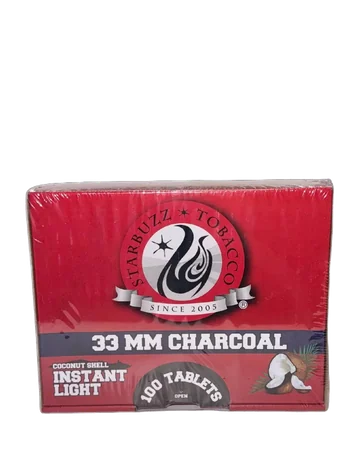 STARBUZZ ★ TOBACCO
SINCE 2005
®
33 MM CHARCOAL
COCONUT SHELL
INSTANT
LIGHT
100 TABLETS
OPEN